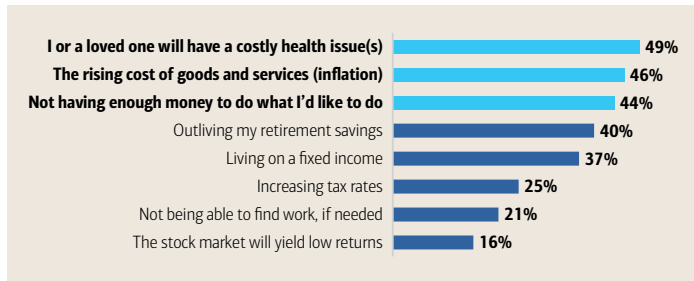 I or a loved one will have a costly health issue(s) 49%
The rising cost of goods and services (inflation) 46%
Not having enough money to do what I'd like to do 44%
Outliving my retirement savings 40%
Living on a fixed income 37%
Increasing tax rates 25%
Not being able to find work, if needed 21%
The stock market will yield low returns 16%